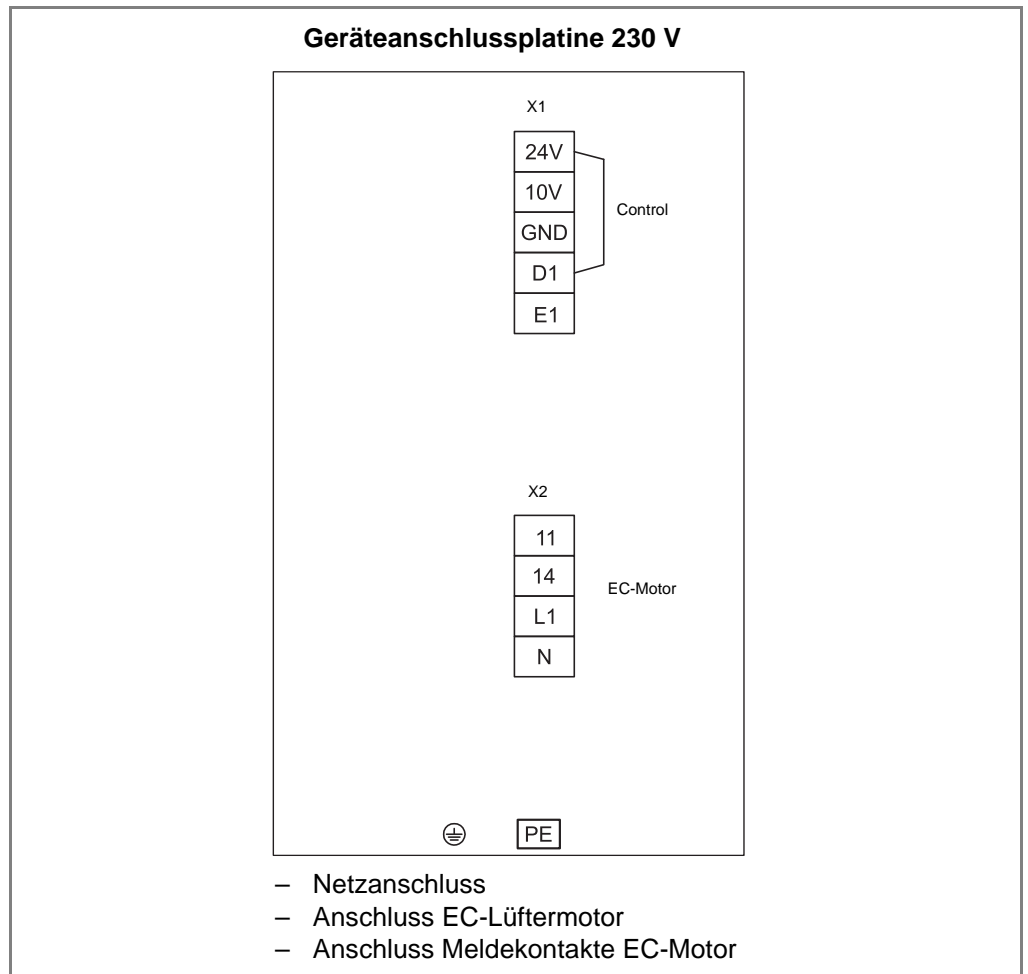 Geräteanschlussplatine 230 V
X1
24V
10V
Control
GND
D1
E1
X2
11
14
EC-Motor
L1
N
PE
– Netzanschluss
– Anschluss EC-Lüftermotor
– Anschluss Meldekontakte EC-Motor